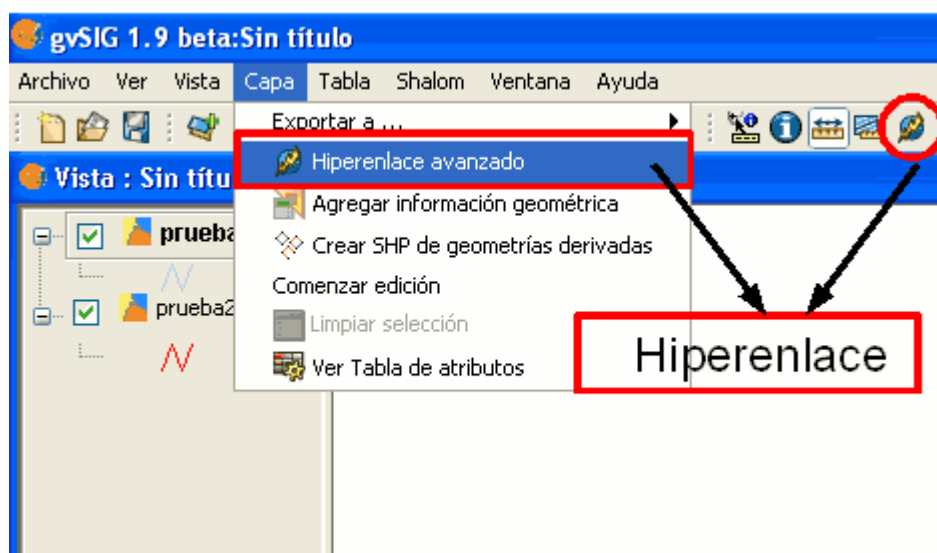 gvSIG 1.9 beta:Sin título
Archivo Ver Vista Capa Tabla Shalom Ventana Ayuda
Exportar a ...
Hiperenlace avanzado
Vista : Sin títu
Agregar información geométrica
prueba
Crear SHP de geometrías derivadas
Comenzar edición
prueba2
Limpiar selección
Hiperenlace
Ver Tabla de atributos